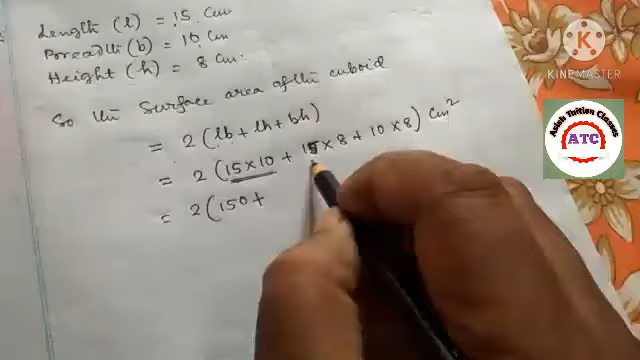 Length (l) = 15 cm
Breadth (b) = 10 cm
Height (h) = 8 cm.
So the surface area of the cuboid
= 2 (lb + lh + bh)
= 2 (15 × 10 + 15 × 8 + 10 × 8) cm²
= 2 (150 +
KINEMASTER
Asish Tuition Classes
ATC